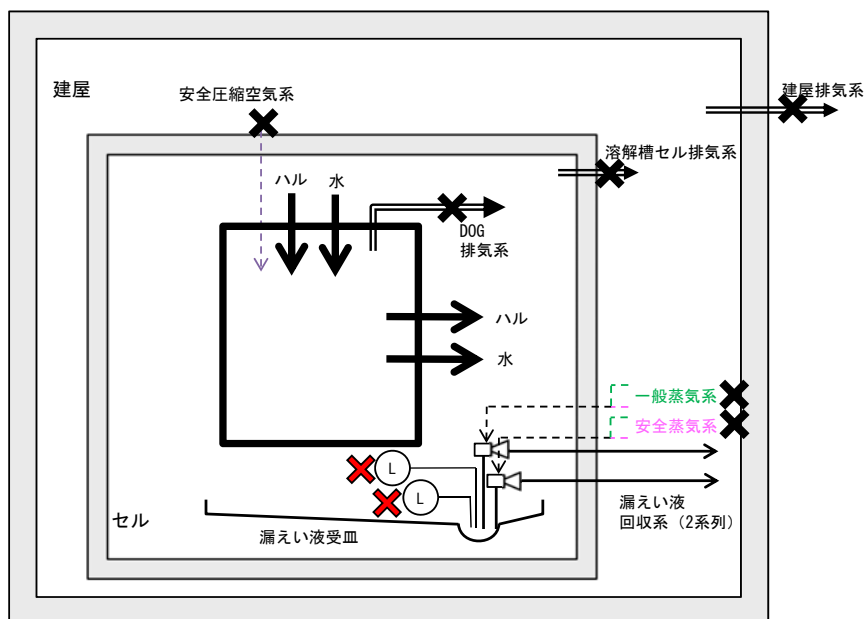 建屋
安全圧縮空気系
建屋排気系
溶解槽セル排気系
ハル
水
DOG
排気系
ハル
水
一般蒸気系
安全蒸気系
L
L
漏えい液
回収系（2系列）
セル
漏えい液受皿